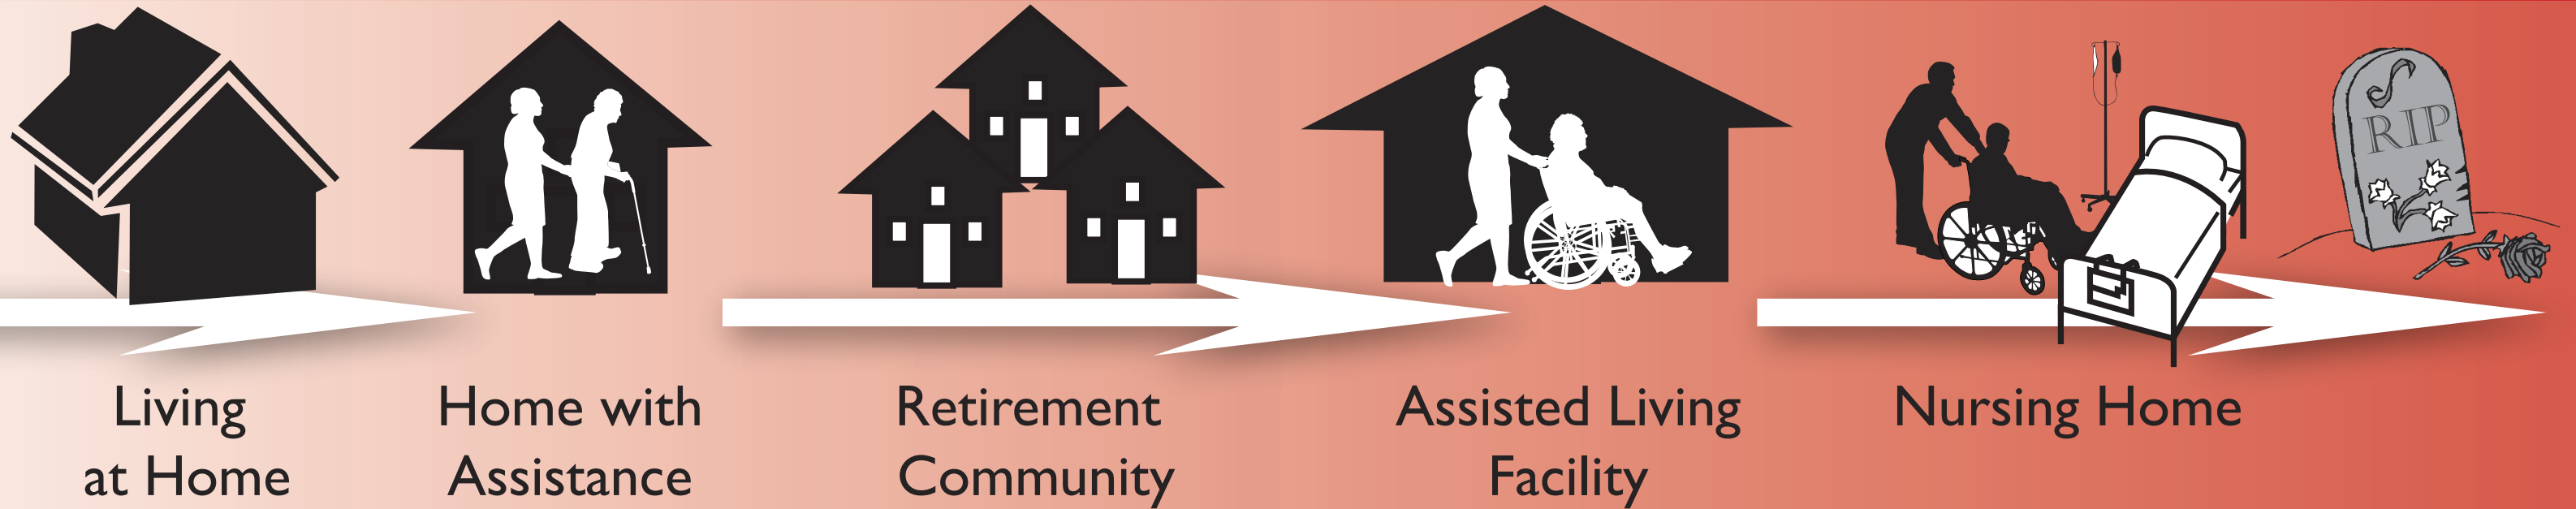 RIP
Living
at Home
Home with
Assistance
Retirement
Community
Assisted Living
Facility
Nursing Home